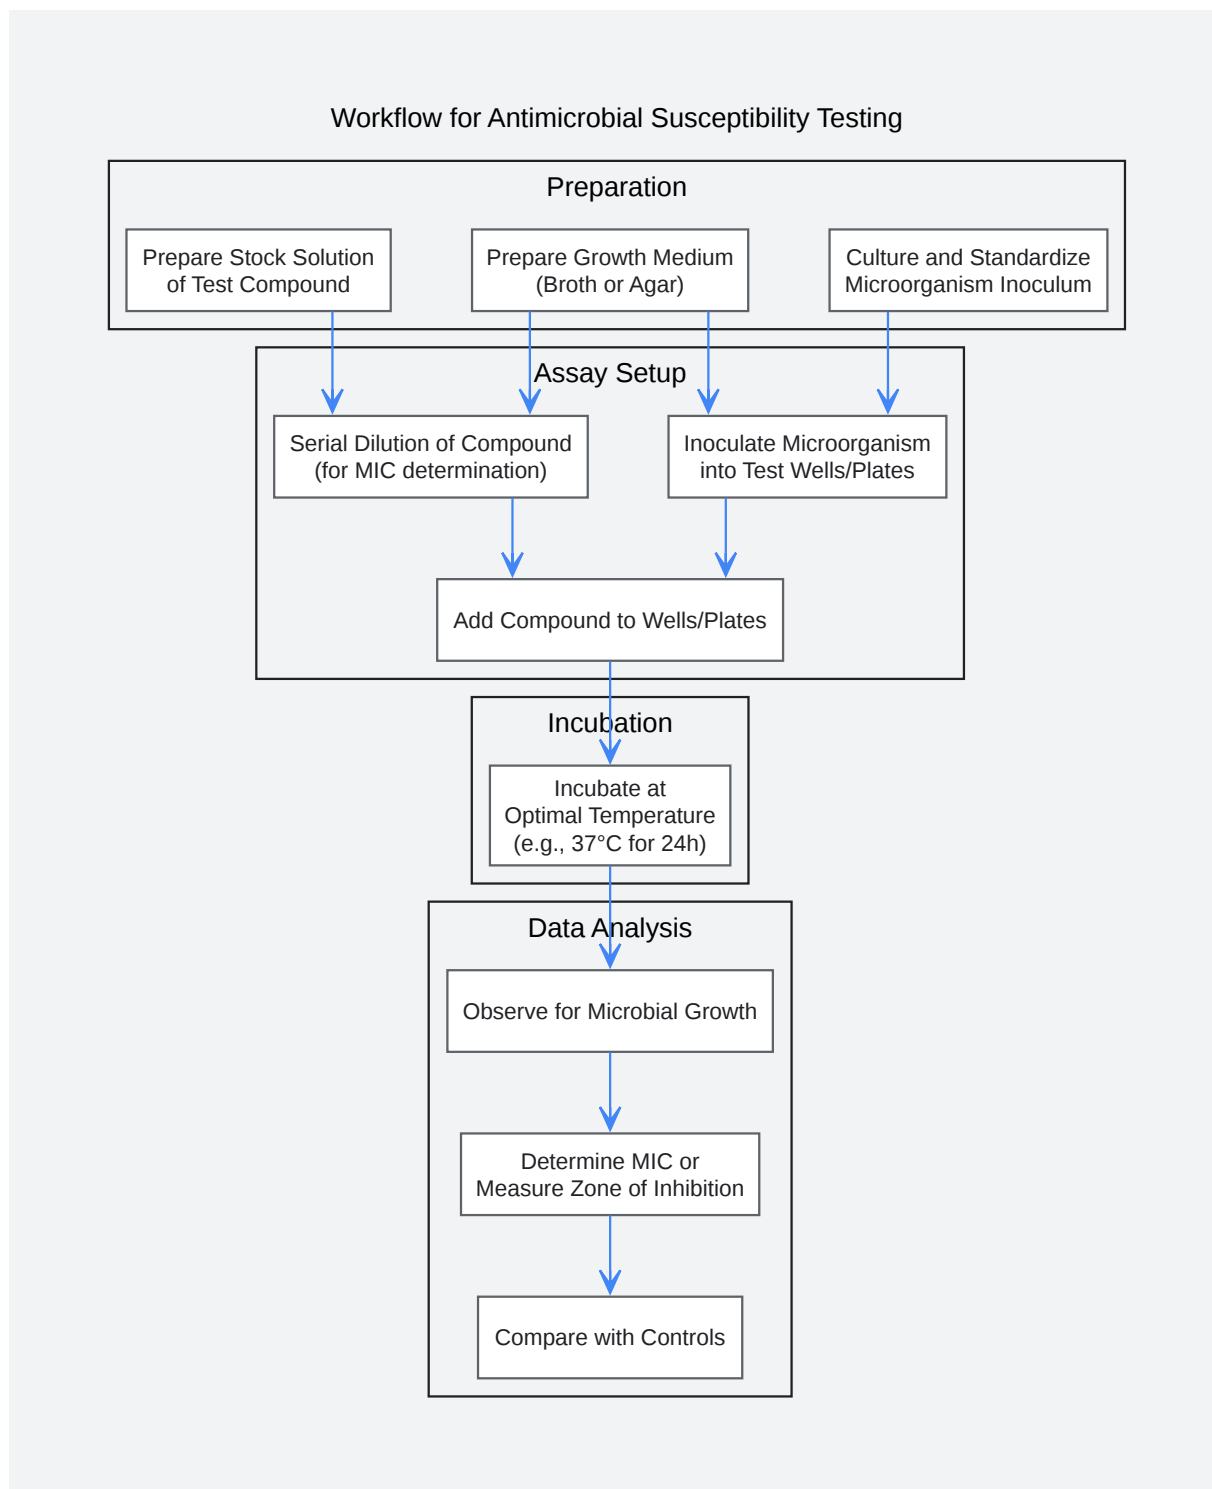 Workflow for Antimicrobial Susceptibility Testing
Preparation
Prepare Stock Solution
of Test Compound
Prepare Growth Medium
(Broth or Agar)
Culture and Standardize
Microorganism Inoculum
Assay Setup
Serial Dilution of Compound
(for MIC determination)
Inoculate Microorganism
into Test Wells/Plates
Add Compound to Wells/Plates
Incubation
Incubate at
Optimal Temperature
(e.g., 37°C for 24h)
Data Analysis
Observe for Microbial Growth
Determine MIC or
Measure Zone of Inhibition
Compare with Controls